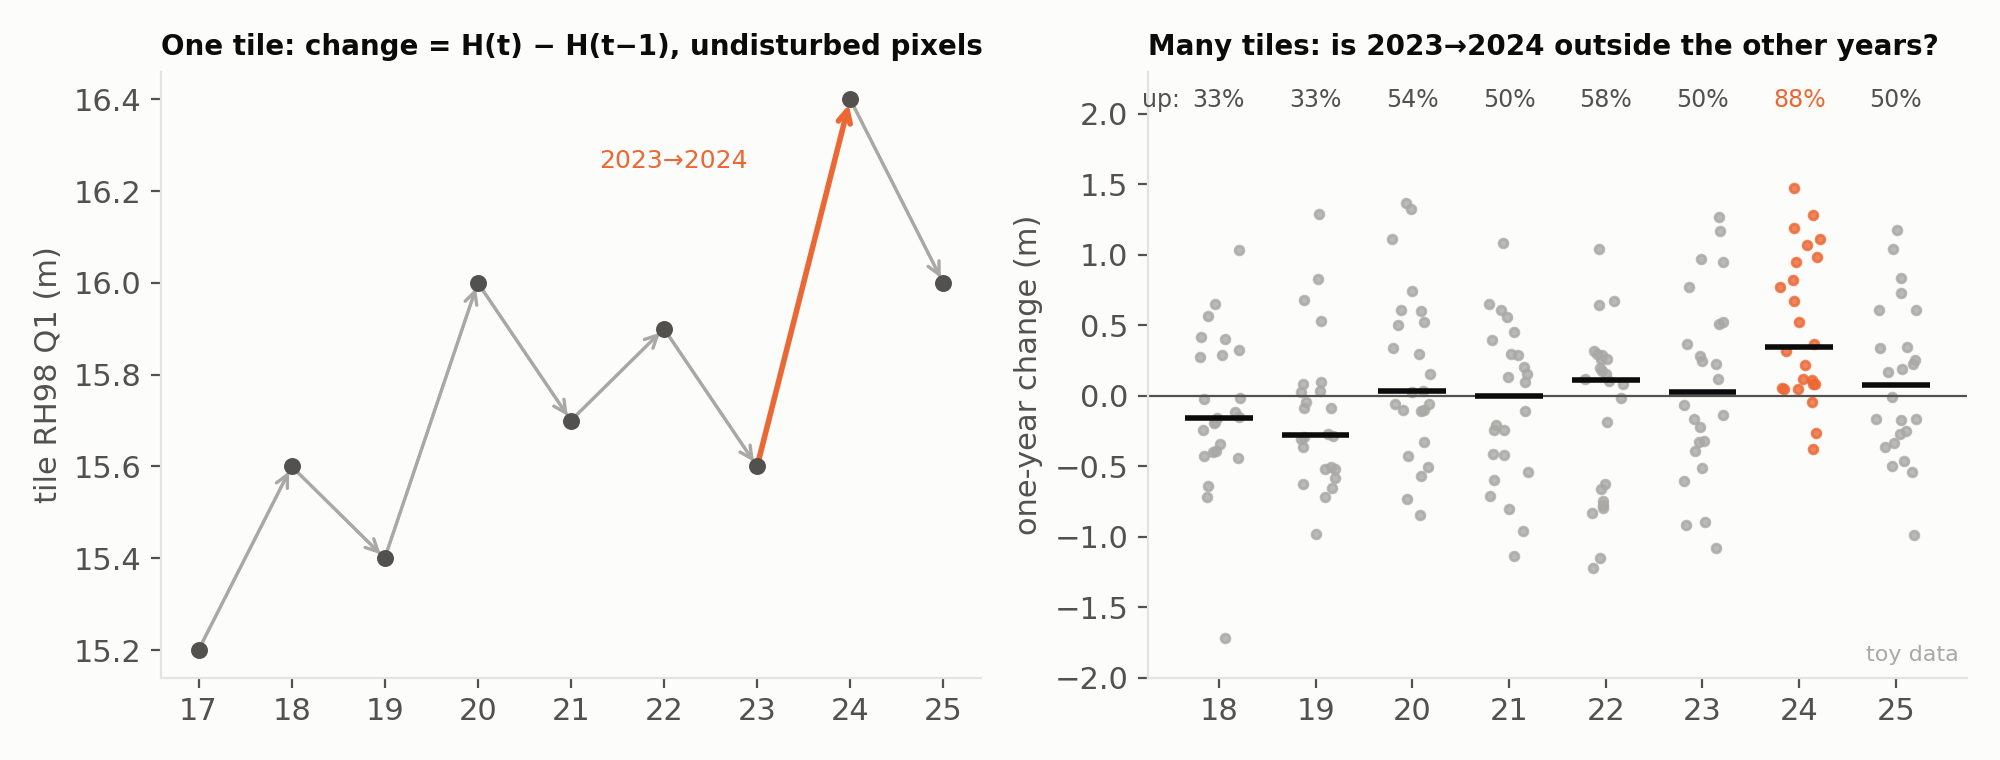 One tile: change = H(t) − H(t−1), undisturbed pixels
tile RH98 Q1 (m)
16.4
16.2
16.0
15.8
15.6
15.4
15.2
2023→2024
17 18 19 20 21 22 23 24 25
Many tiles: is 2023→2024 outside the other years?
up: 33% 33% 54% 50% 58% 50% 88% 50%
one-year change (m)
2.0
1.5
1.0
0.5
0.0
−0.5
−1.0
−1.5
−2.0
toy data
18 19 20 21 22 23 24 25